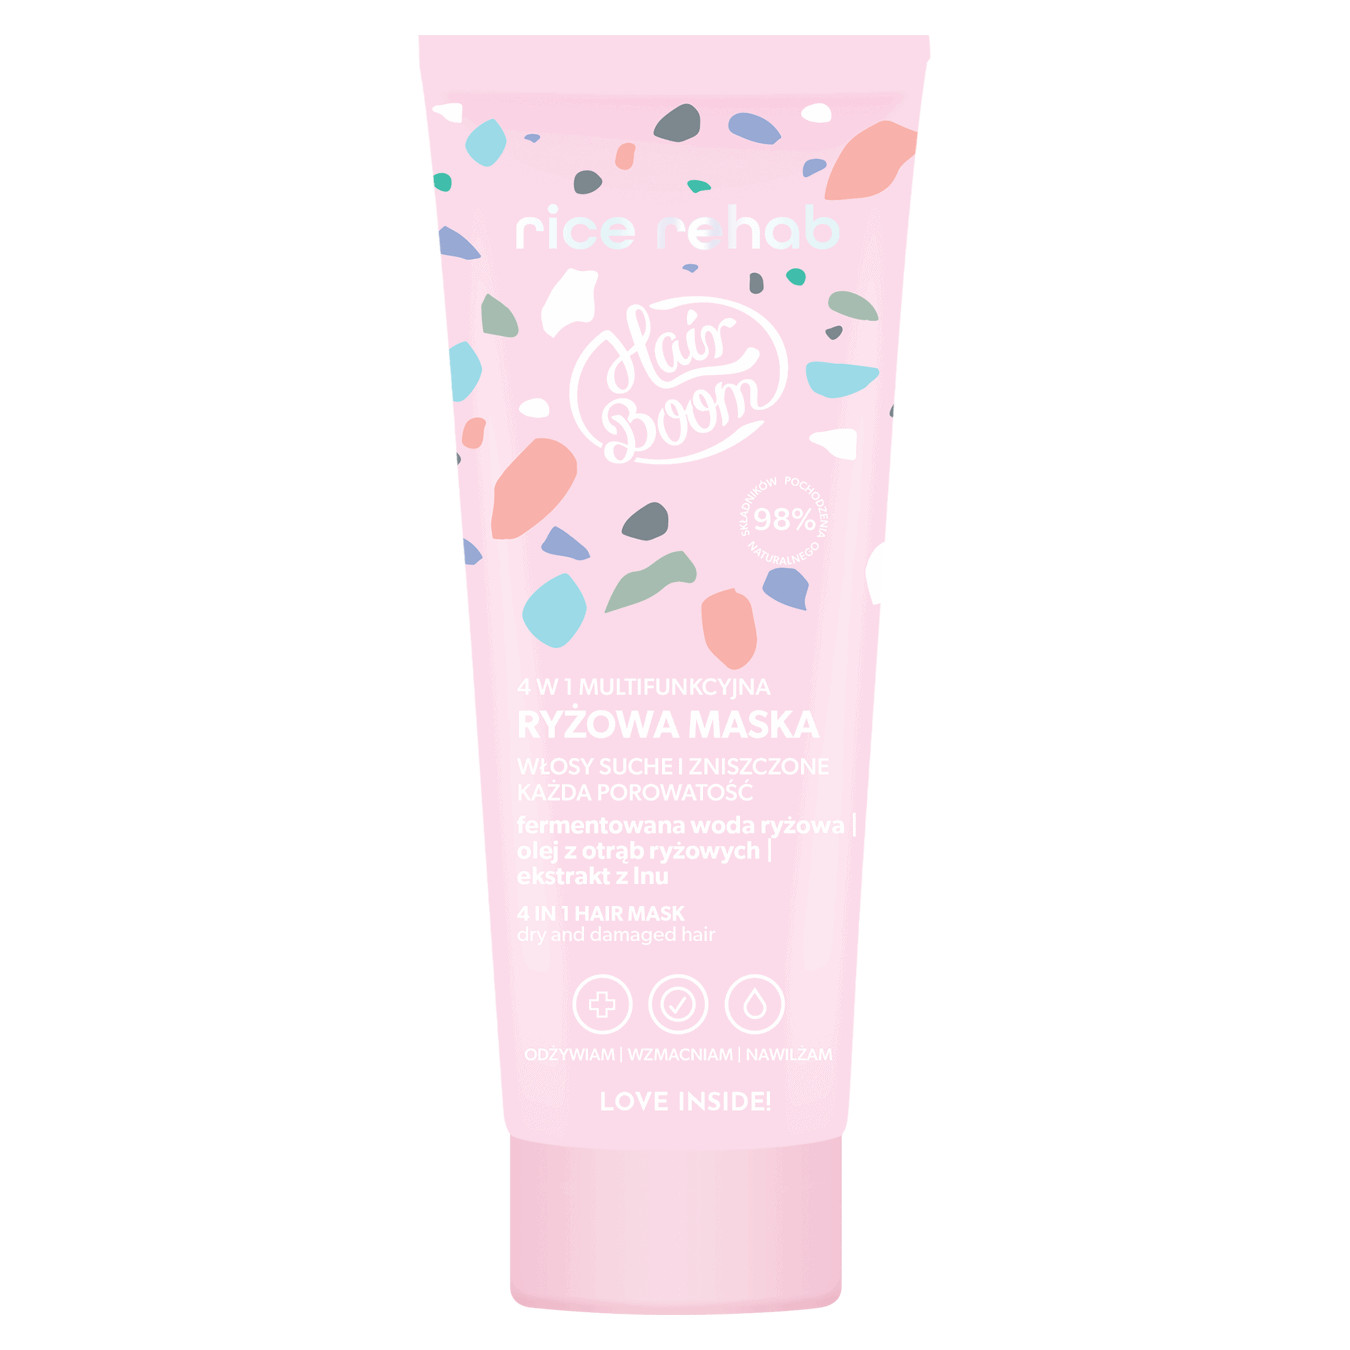 rice rehab
Hair
Boom
SKŁADNIKÓW POCHODZENIA
98%
NATURALNEGO
4 W 1 MULTIFUNKCYJNA
RYŻOWA MASKA
WŁOSY SUCHE I ZNISZCZONE
KAŻDA POROWATOŚĆ
fermentowana woda ryżowa |
olej z otrąb ryżowych |
ekstrakt z lnu
4 IN 1 HAIR MASK
dry and damaged hair
ODŻYWIAM | WZMACNIAM | NAWILŻAM
LOVE INSIDE!